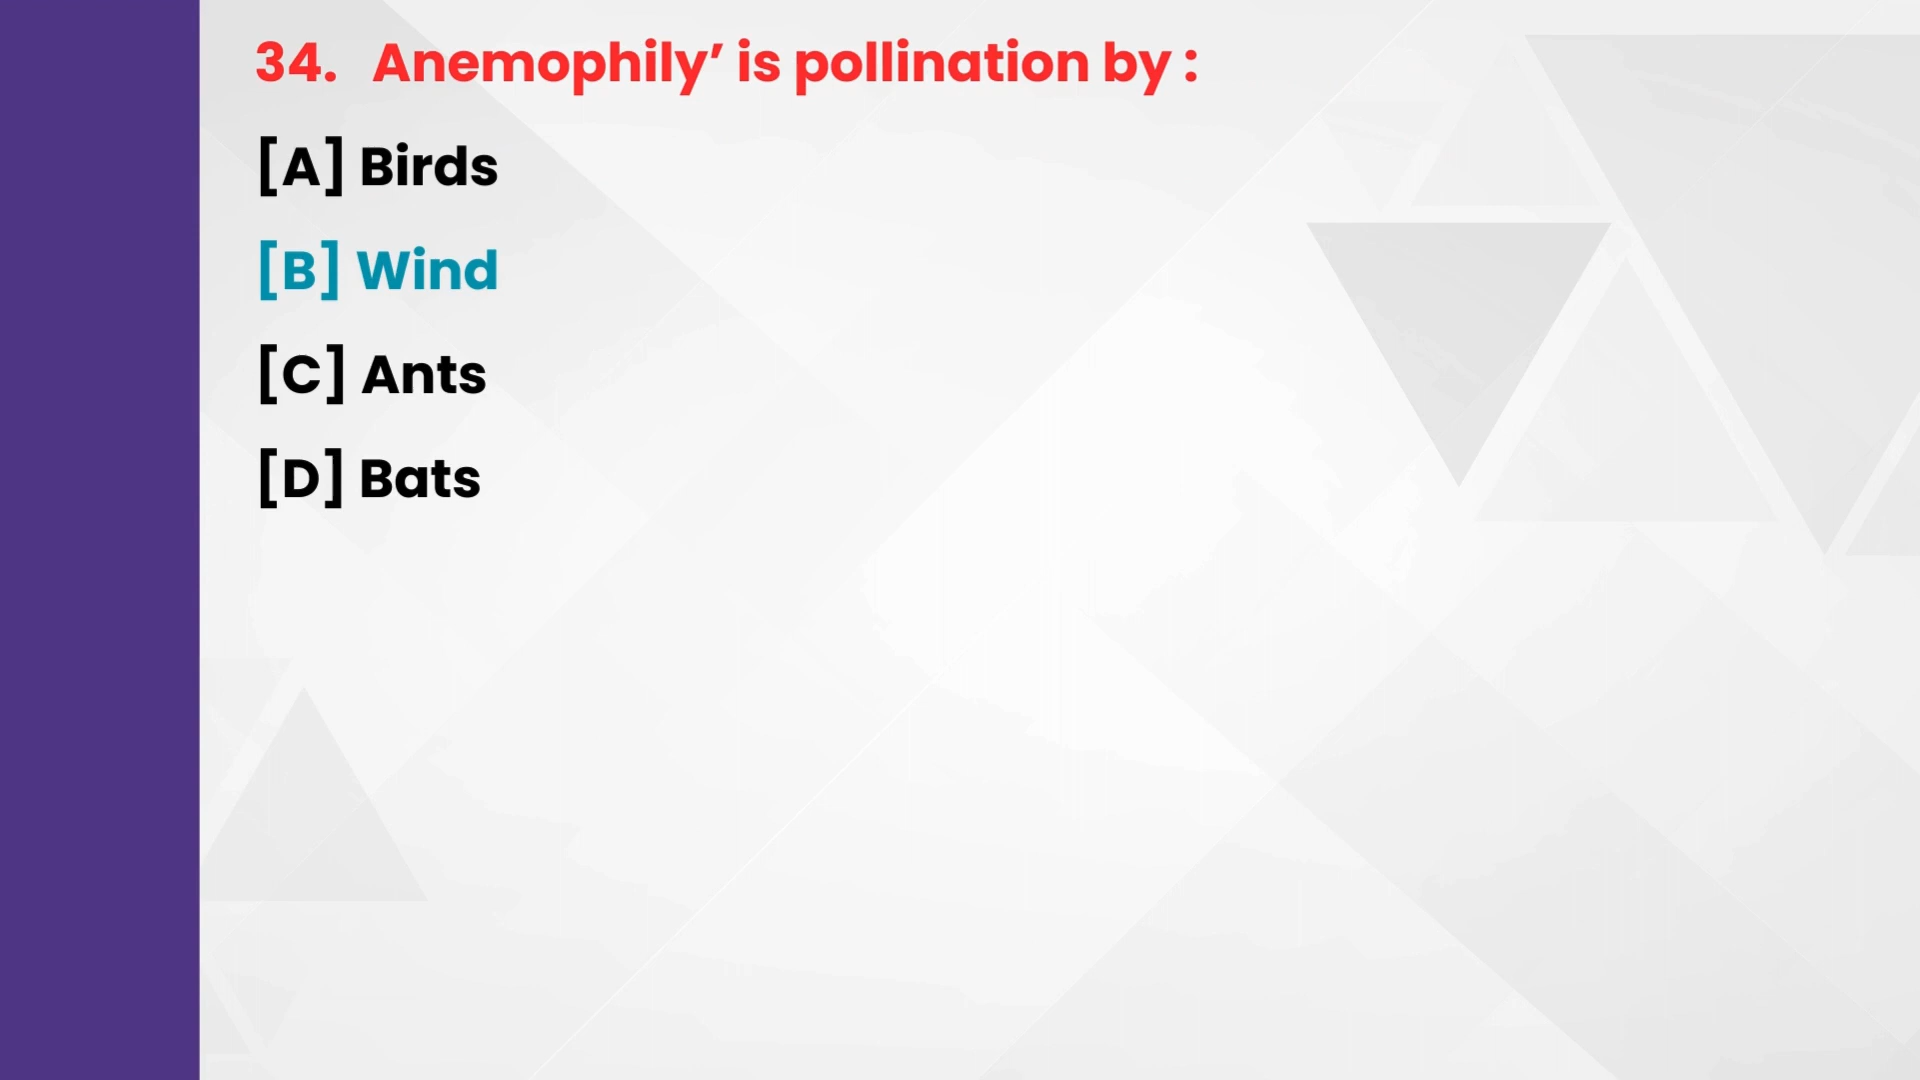 34. Anemophily’ is pollination by :
[A] Birds
[B] Wind
[C] Ants
[D] Bats